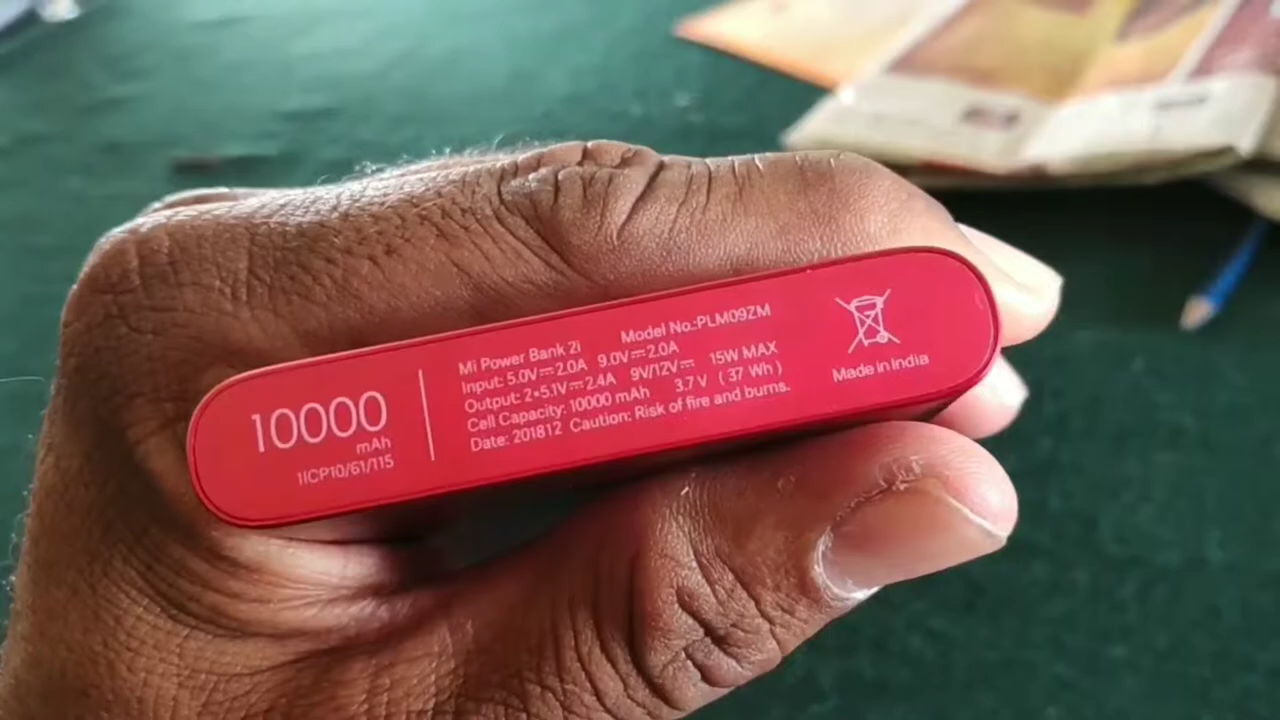 10000
mAh
1ICP10/61/115
Mi Power Bank 2i Model No.:PLM09ZM
Input: 5.0V⎓2.0A 9.0V⎓2.0A
Output: 2*5.1V⎓2.4A 9V/12V⎓ 15W MAX
Cell Capacity: 10000 mAh 3.7 V ( 37 Wh )
Date: 201812 Caution: Risk of fire and burns.
Made in India